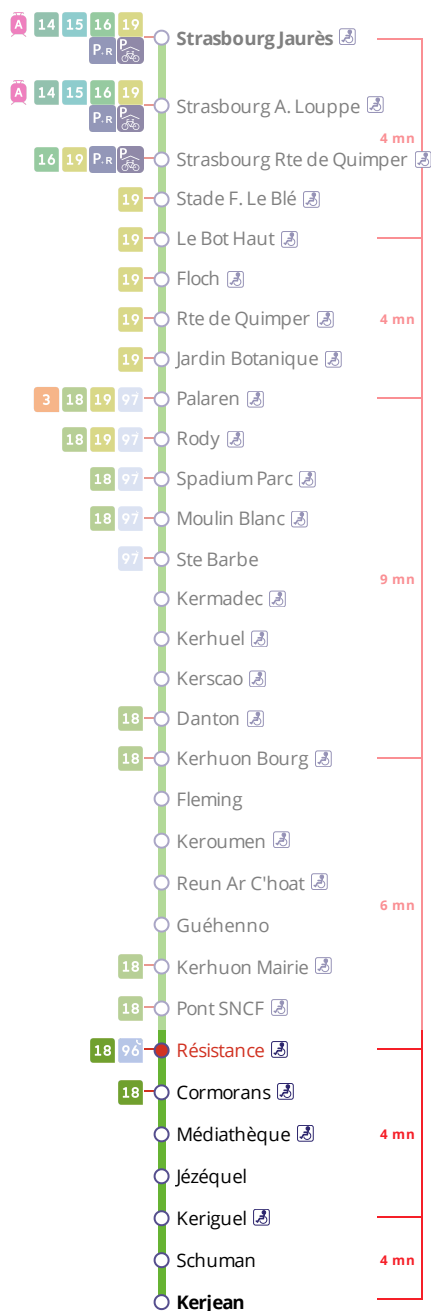 A 14 15 16 19 Strasbourg Jaurès
P+R P
A 14 15 16 19 Strasbourg A. Louppe
P+R P
4 mn
16 19 P+R P Strasbourg Rte de Quimper
19 Stade F. Le Blé
19 Le Bot Haut
19 Floch
19 Rte de Quimper 4 mn
19 Jardin Botanique
3 18 19 97 Palaren
18 19 97 Rody
18 97 Spadium Parc
18 97 Moulin Blanc
97 Ste Barbe
9 mn
Kermadec
Kerhuel
Kerscao
18 Danton
18 Kerhuon Bourg
Fleming
Keroumen
Reun Ar C'hoat
6 mn
Guéhenno
18 Kerhuon Mairie
18 Pont SNCF
18 96 Résistance
18 Cormorans
Médiathèque 4 mn
Jézéquel
Keriguel
Schuman 4 mn
Kerjean